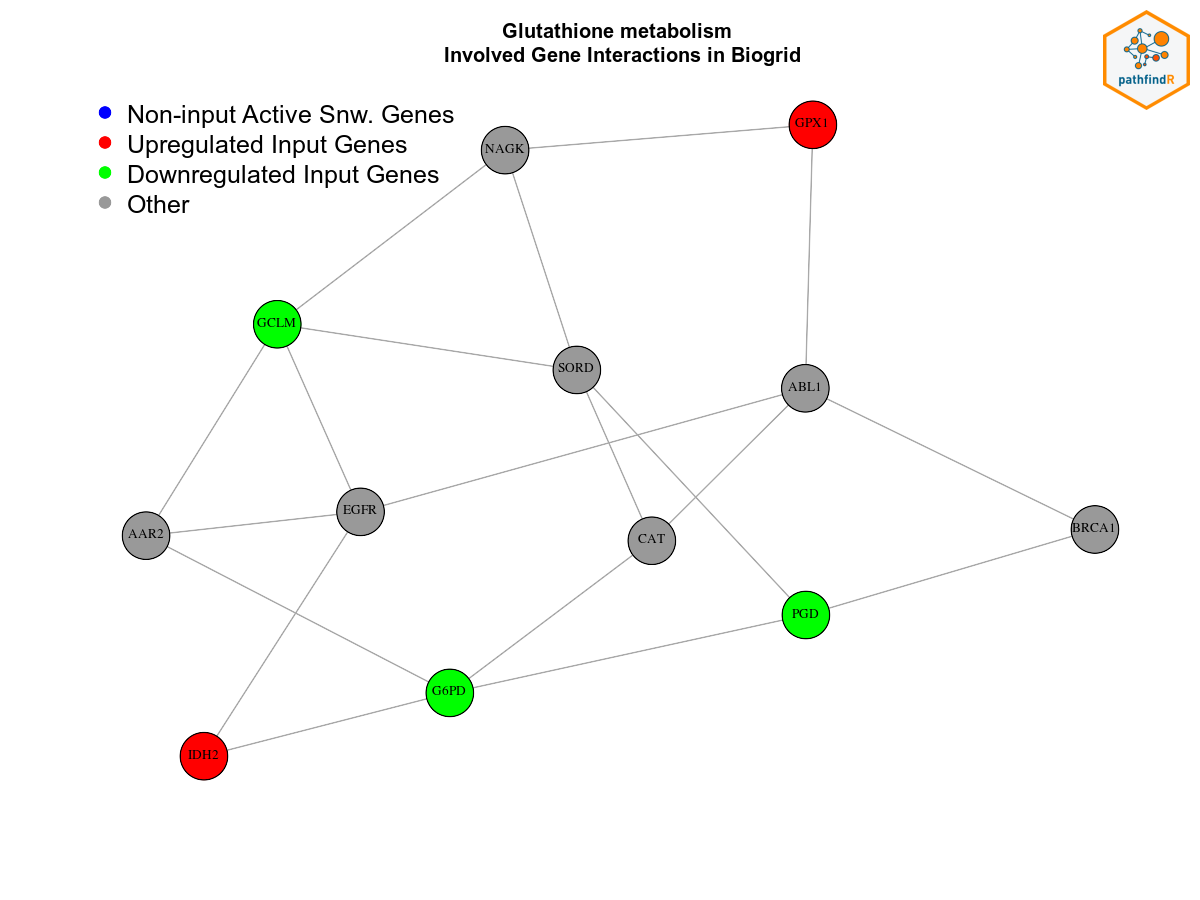 Glutathione metabolism
Involved Gene Interactions in Biogrid
pathfindR
Non-input Active Snw. Genes
Upregulated Input Genes
Downregulated Input Genes
Other
GPX1
NAGK
GCLM
SORD
ABL1
EGFR
AAR2
CAT
BRCA1
PGD
G6PD
IDH2